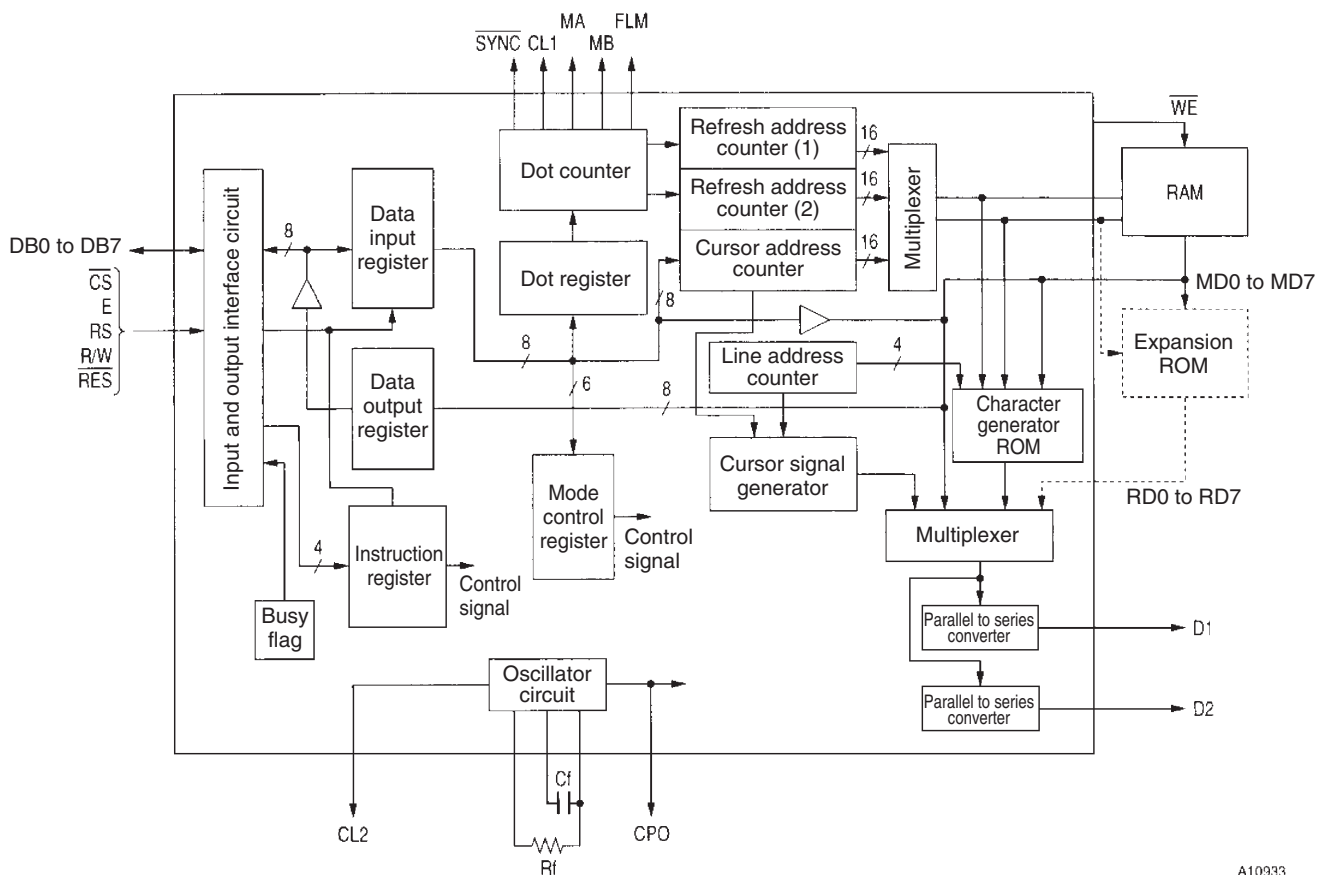 MA
FLM
SYNC
CL1
MB
WE
Refresh address
counter (1)
16
Dot counter
RAM
Input and output interface circuit
Data
input
register
Refresh address
counter (2)
16
Multiplexer
8
DB0 to DB7
Cursor address
counter
16
Dot register
CS
E
RS
R/W
RES
8
MD0 to MD7
Expansion
ROM
8
Line address
counter
4
Data
output
register
6
8
Character
generator
ROM
Cursor signal
generator
Mode
control
register
Control
signal
RD0 to RD7
Multiplexer
4
Instruction
register
Control
signal
Busy
flag
Parallel to series
converter
D1
Oscillator
circuit
Parallel to series
converter
D2
Cf
CL2
CPO
Rf
A10933